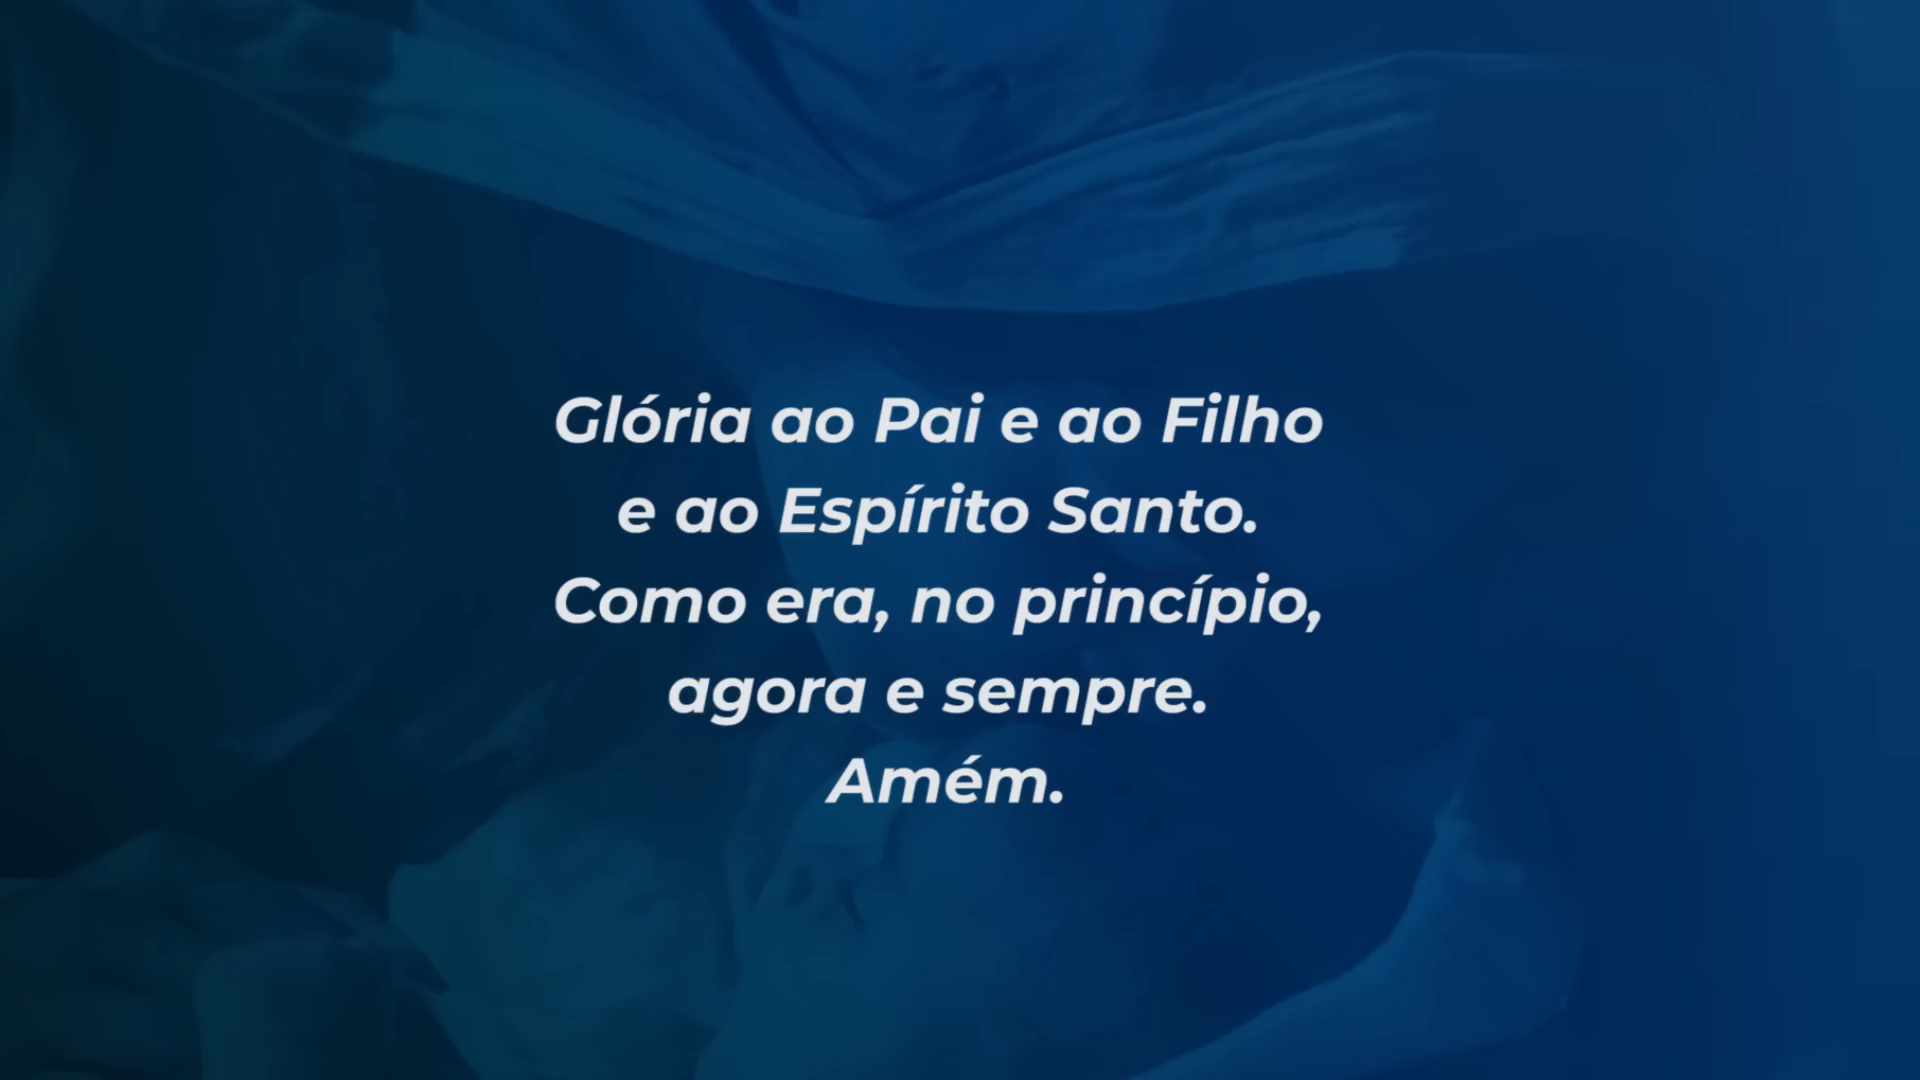 Glória ao Pai e ao Filho
e ao Espírito Santo.
Como era, no princípio,
agora e sempre.
Amém.